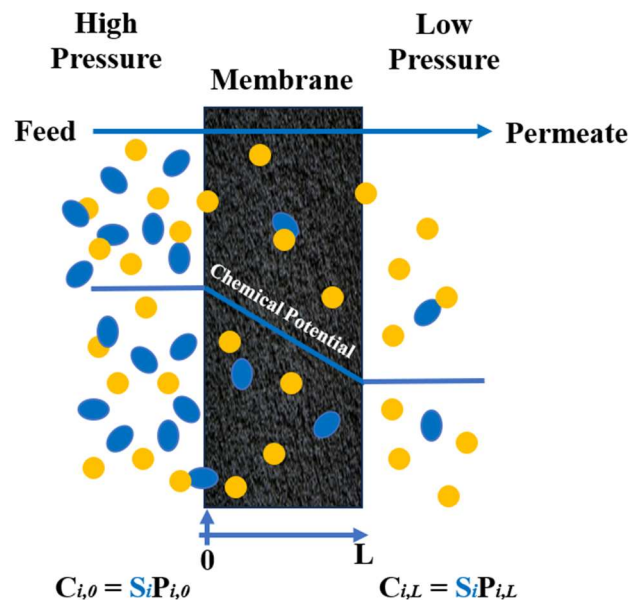 High
Pressure
Low
Pressure
Membrane
Feed
Permeate
Chemical Potential
0
L
Ci,0 = SiPi,0
Ci,L = SiPi,L